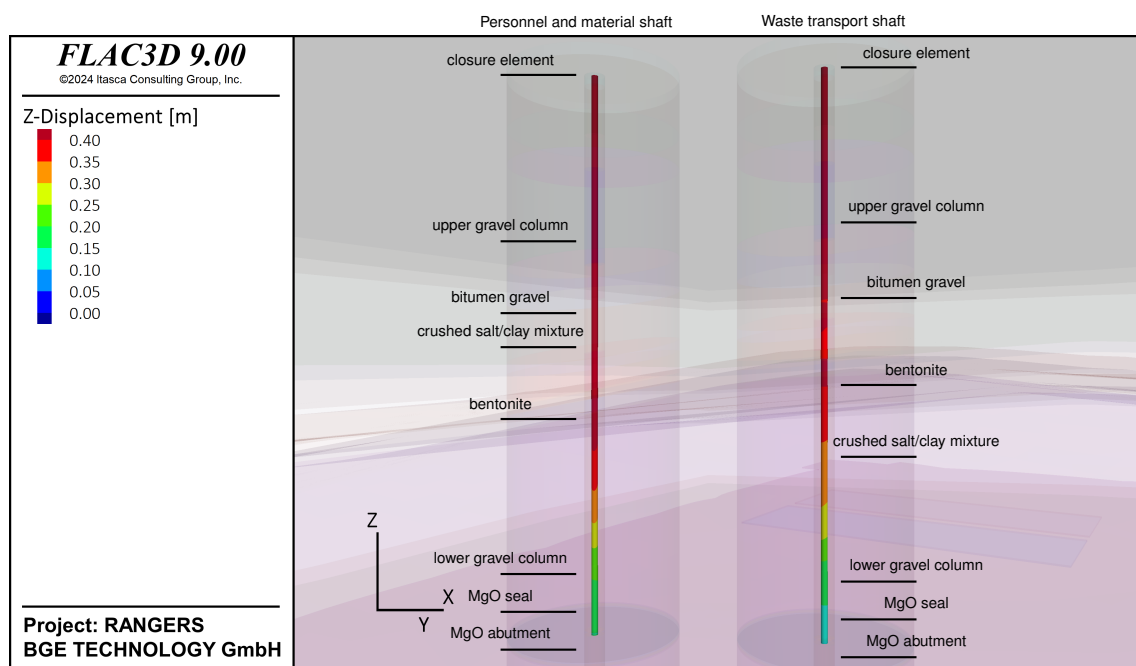 Personnel and material shaft
Waste transport shaft
FLAC3D 9.00
©2024 Itasca Consulting Group, Inc.
Z-Displacement [m]
0.40
0.35
0.30
0.25
0.20
0.15
0.10
0.05
0.00
closure element
upper gravel column
bitumen gravel
crushed salt/clay mixture
bentonite
lower gravel column
MgO seal
MgO abutment
closure element
upper gravel column
bitumen gravel
bentonite
crushed salt/clay mixture
lower gravel column
MgO seal
MgO abutment
Z
X
Y
Project: RANGERS
BGE TECHNOLOGY GmbH